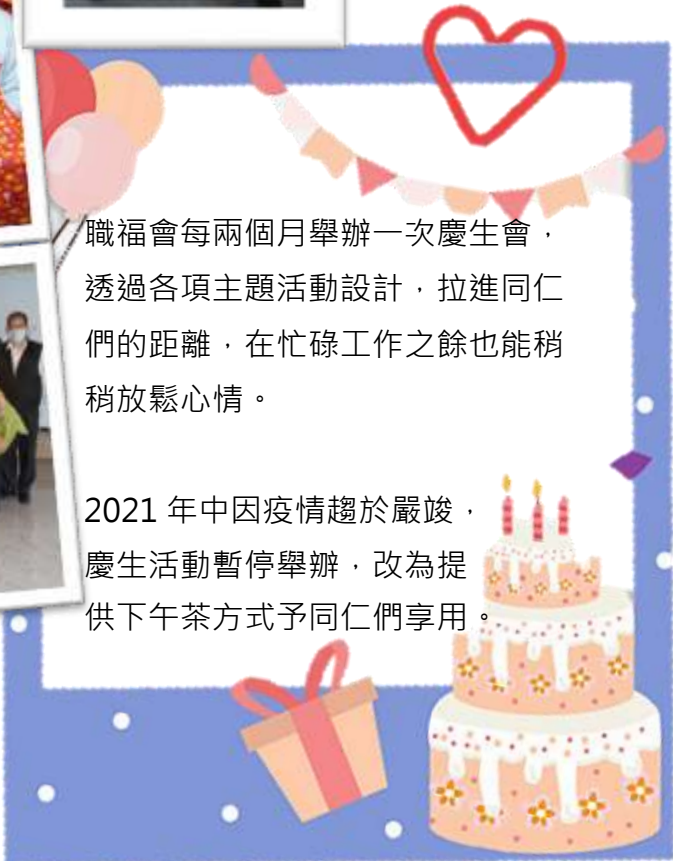 職福會每兩個月舉辦一次慶生會，
透過各項主題活動設計，拉進同仁
們的距離，在忙碌工作之餘也能稍
稍放鬆心情。
2021 年中因疫情趨於嚴竣，
慶生活動暫停舉辦，改為提
供下午茶方式予同仁們享用。